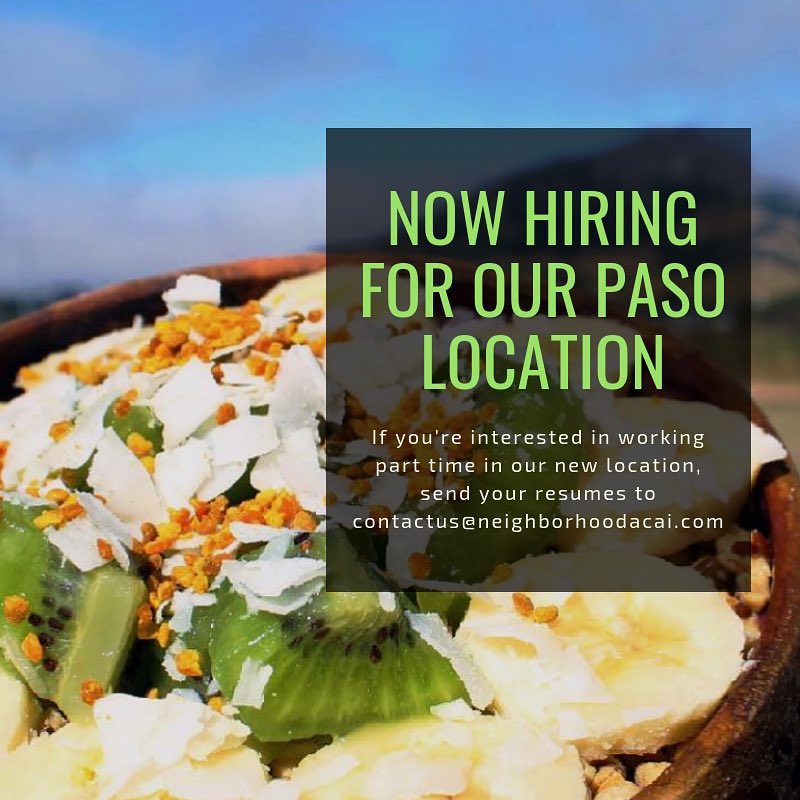 NOW HIRING
FOR OUR PASO
LOCATION
If you're interested in working
part time in our new location,
send your resumes to
contactus@neighborhoodacai.com